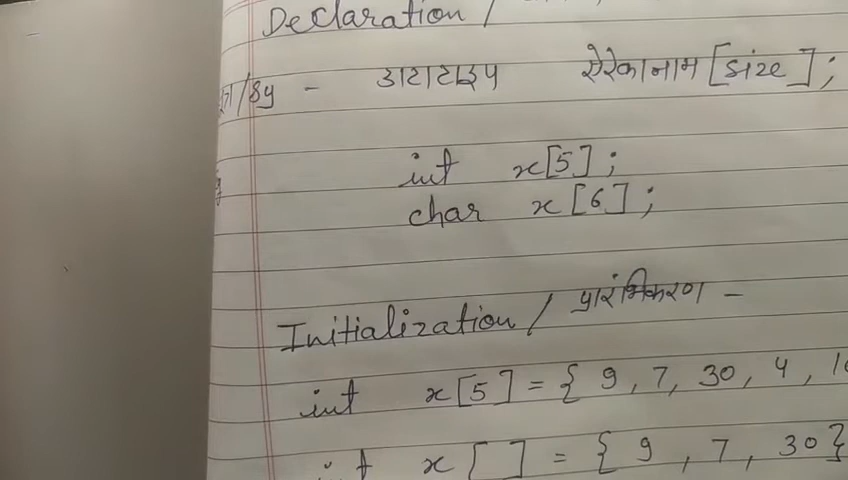 Declaration /
/ Sy - डाटाटाइप ऐरेकानाम [size];
int x[5];
char x[6];
Initialization / प्रारंभिकरण -
int x[5] = { 9, 7, 30, 4,
x[ ] = { 9, 7, 30}